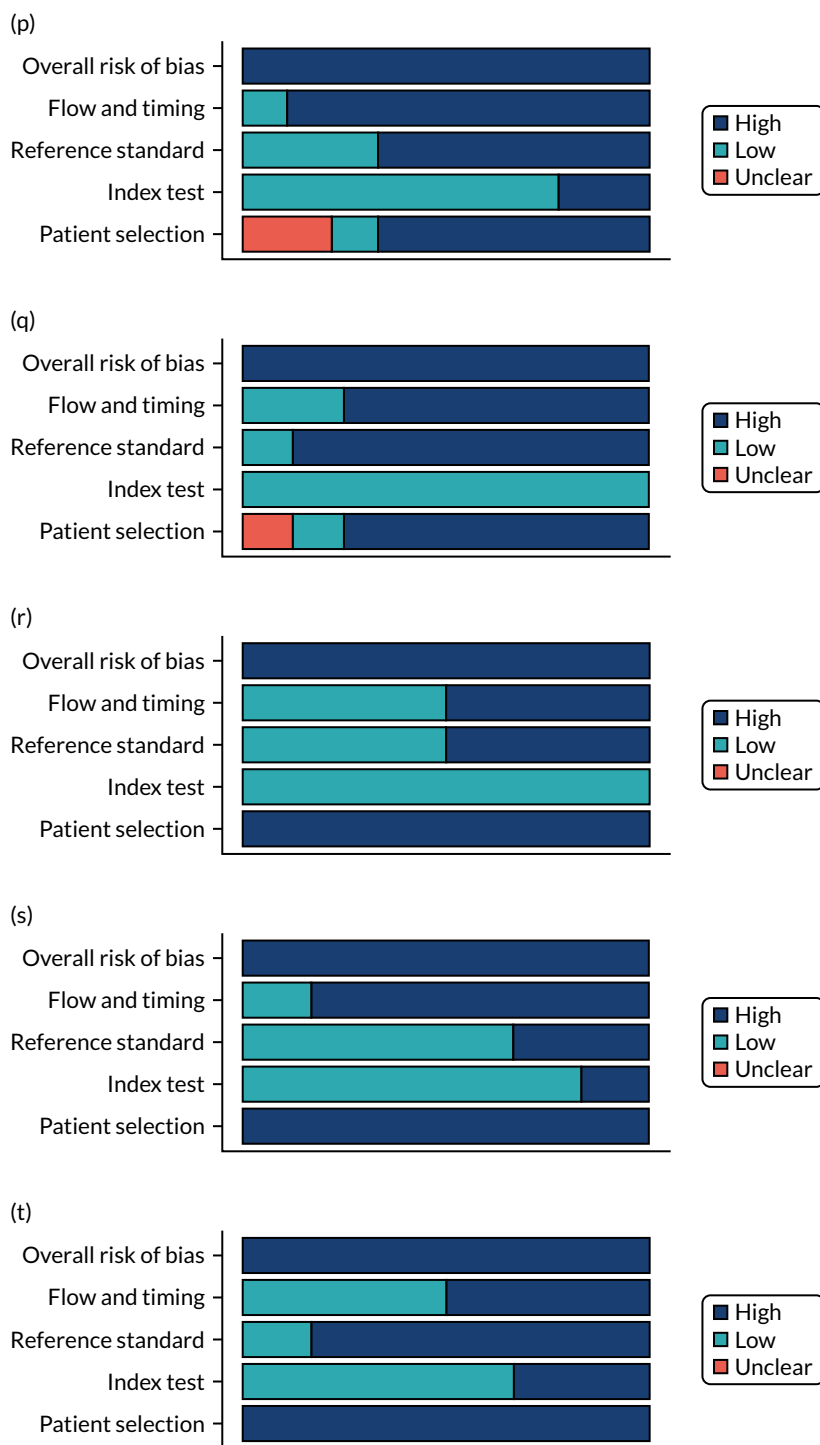 (p)
Overall risk of bias
Flow and timing
Reference standard
Index test
Patient selection
High
Low
Unclear
(q)
Overall risk of bias
Flow and timing
Reference standard
Index test
Patient selection
High
Low
Unclear
(r)
Overall risk of bias
Flow and timing
Reference standard
Index test
Patient selection
High
Low
Unclear
(s)
Overall risk of bias
Flow and timing
Reference standard
Index test
Patient selection
High
Low
Unclear
(t)
Overall risk of bias
Flow and timing
Reference standard
Index test
Patient selection
High
Low
Unclear